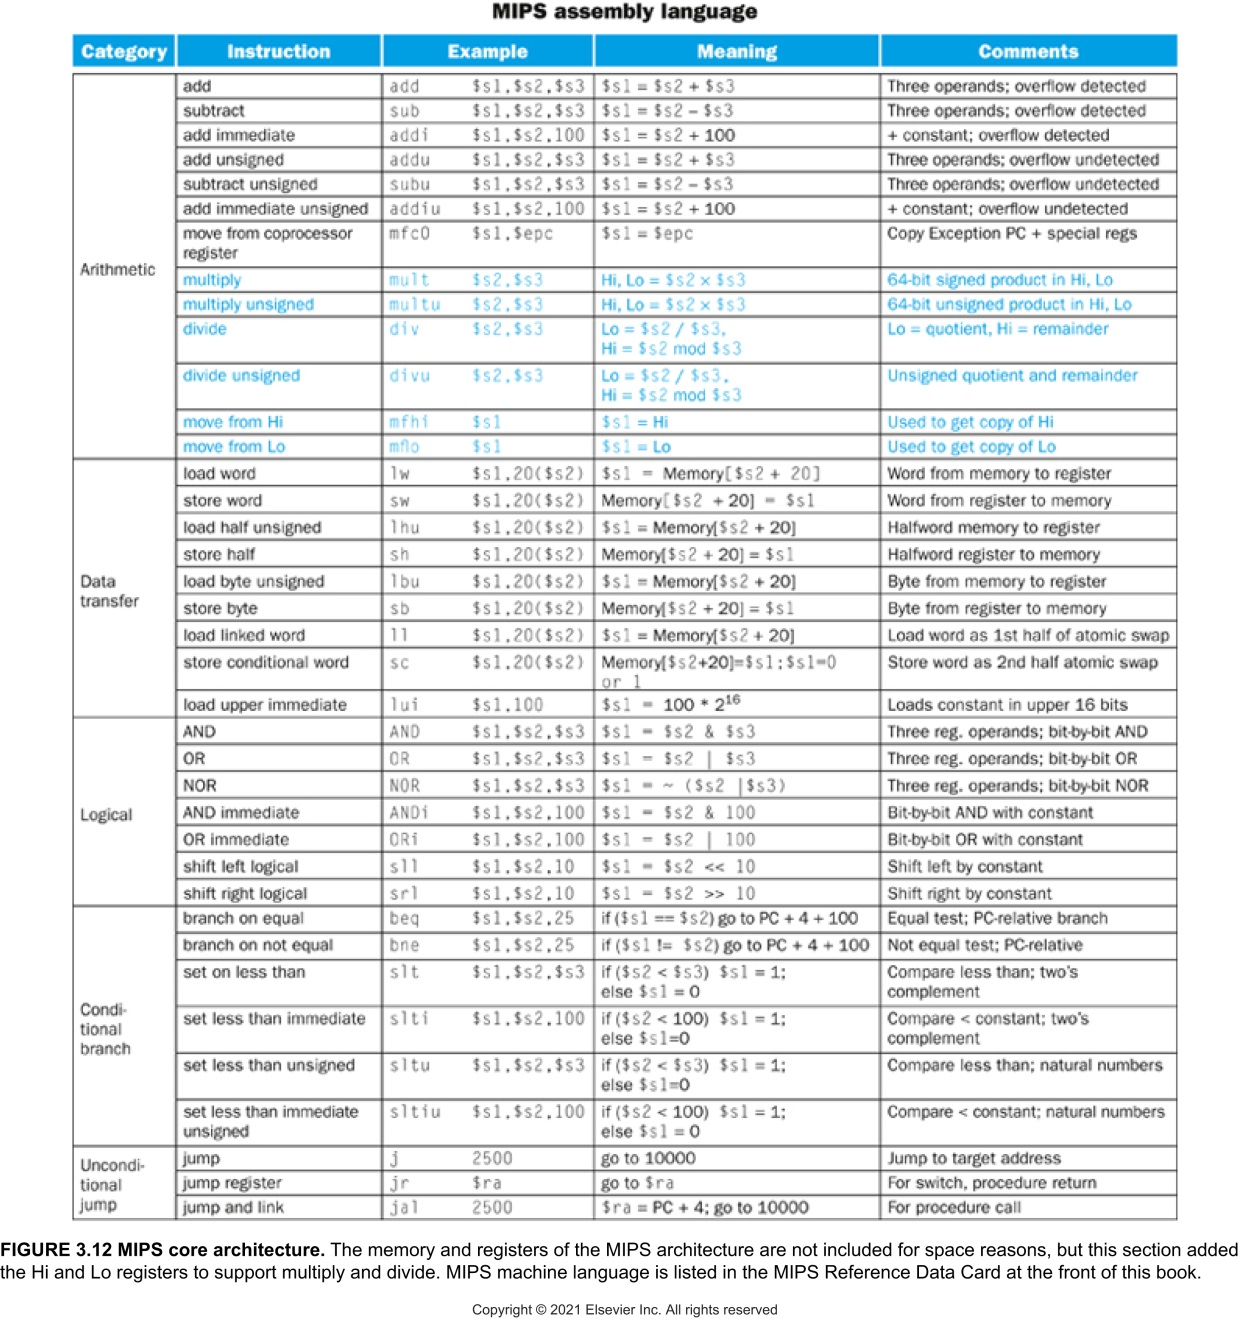 MIPS assembly language
Category Instruction Example Meaning Comments
Arithmetic
add add $s1,$s2,$s3 $s1 = $s2 + $s3 Three operands; overflow detected
subtract sub $s1,$s2,$s3 $s1 = $s2 – $s3 Three operands; overflow detected
add immediate addi $s1,$s2,100 $s1 = $s2 + 100 + constant; overflow detected
add unsigned addu $s1,$s2,$s3 $s1 = $s2 + $s3 Three operands; overflow undetected
subtract unsigned subu $s1,$s2,$s3 $s1 = $s2 – $s3 Three operands; overflow undetected
add immediate unsigned addiu $s1,$s2,100 $s1 = $s2 + 100 + constant; overflow undetected
move from coprocessor mfc0 $s1,$epc $s1 = $epc Copy Exception PC + special regs
register
multiply mult $s2,$s3 Hi, Lo = $s2 × $s3 64-bit signed product in Hi, Lo
multiply unsigned multu $s2,$s3 Hi, Lo = $s2 × $s3 64-bit unsigned product in Hi, Lo
divide div $s2,$s3 Lo = $s2 / $s3, Lo = quotient, Hi = remainder
Hi = $s2 mod $s3
divide unsigned divu $s2,$s3 Lo = $s2 / $s3, Unsigned quotient and remainder
Hi = $s2 mod $s3
move from Hi mfhi $s1 $s1 = Hi Used to get copy of Hi
move from Lo mflo $s1 $s1 = Lo Used to get copy of Lo
Data
transfer
load word lw $s1,20($s2) $s1 = Memory[$s2 + 20] Word from memory to register
store word sw $s1,20($s2) Memory[$s2 + 20] = $s1 Word from register to memory
load half unsigned lhu $s1,20($s2) $s1 = Memory[$s2 + 20] Halfword memory to register
store half sh $s1,20($s2) Memory[$s2 + 20] = $s1 Halfword register to memory
load byte unsigned lbu $s1,20($s2) $s1 = Memory[$s2 + 20] Byte from memory to register
store byte sb $s1,20($s2) Memory[$s2 + 20] = $s1 Byte from register to memory
load linked word ll $s1,20($s2) $s1 = Memory[$s2 + 20] Load word as 1st half of atomic swap
store conditional word sc $s1,20($s2) Memory[$s2+20]=$s1;$s1=0 Store word as 2nd half atomic swap
or 1
load upper immediate lui $s1,100 $s1 = 100 * 2^16 Loads constant in upper 16 bits
Logical
AND AND $s1,$s2,$s3 $s1 = $s2 & $s3 Three reg. operands; bit-by-bit AND
OR OR $s1,$s2,$s3 $s1 = $s2 | $s3 Three reg. operands; bit-by-bit OR
NOR NOR $s1,$s2,$s3 $s1 = ~ ($s2 |$s3) Three reg. operands; bit-by-bit NOR
AND immediate ANDi $s1,$s2,100 $s1 = $s2 & 100 Bit-by-bit AND with constant
OR immediate ORi $s1,$s2,100 $s1 = $s2 | 100 Bit-by-bit OR with constant
shift left logical sll $s1,$s2,10 $s1 = $s2 << 10 Shift left by constant
shift right logical srl $s1,$s2,10 $s1 = $s2 >> 10 Shift right by constant
Condi-
tional
branch
branch on equal beq $s1,$s2,25 if ($s1 == $s2) go to PC + 4 + 100 Equal test; PC-relative branch
branch on not equal bne $s1,$s2,25 if ($s1 != $s2) go to PC + 4 + 100 Not equal test; PC-relative
set on less than slt $s1,$s2,$s3 if ($s2 < $s3) $s1 = 1; Compare less than; two's
else $s1 = 0 complement
set less than immediate slti $s1,$s2,100 if ($s2 < 100) $s1 = 1; Compare < constant; two's
else $s1=0 complement
set less than unsigned sltu $s1,$s2,$s3 if ($s2 < $s3) $s1 = 1; Compare less than; natural numbers
else $s1=0
set less than immediate sltiu $s1,$s2,100 if ($s2 < 100) $s1 = 1; Compare < constant; natural numbers
unsigned else $s1 = 0
Uncondi-
tional
jump
jump j 2500 go to 10000 Jump to target address
jump register jr $ra go to $ra For switch, procedure return
jump and link jal 2500 $ra = PC + 4; go to 10000 For procedure call
FIGURE 3.12 MIPS core architecture. The memory and registers of the MIPS architecture are not included for space reasons, but this section added
the Hi and Lo registers to support multiply and divide. MIPS machine language is listed in the MIPS Reference Data Card at the front of this book.
Copyright © 2021 Elsevier Inc. All rights reserved